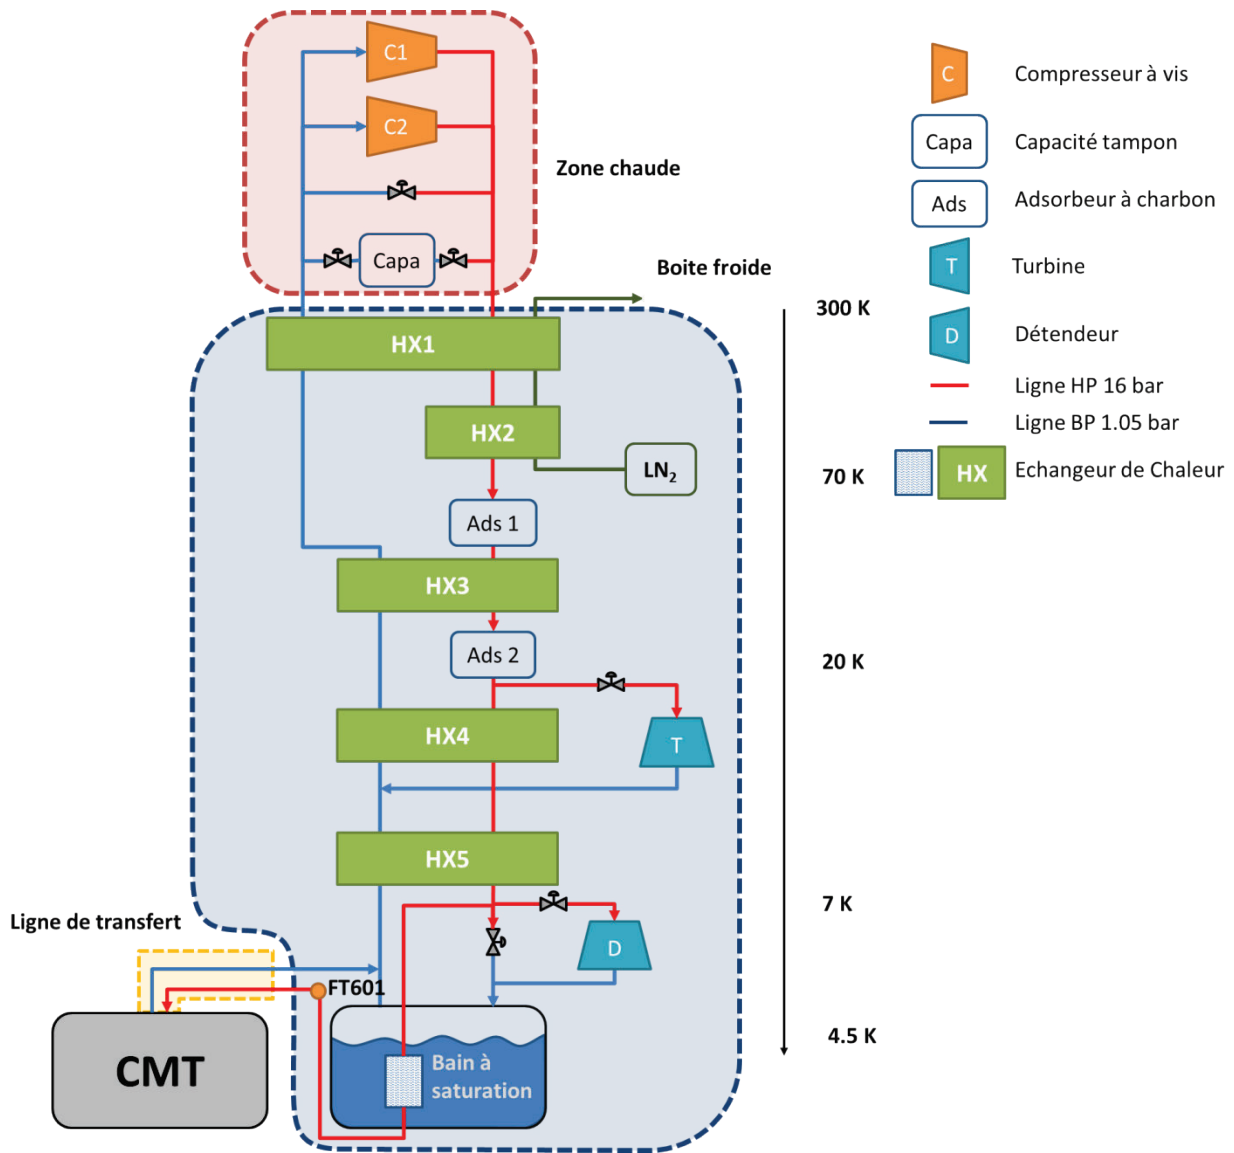 C1
C2
Zone chaude
Capa
Boite froide
HX1
300 K
HX2
LN2
70 K
Ads 1
HX3
Ads 2
20 K
HX4
T
HX5
7 K
Ligne de transfert
D
FT601
4.5 K
CMT
Bain à
saturation
C
Compresseur à vis
Capa
Capacité tampon
Ads
Adsorbeur à charbon
T
Turbine
D
Détendeur
Ligne HP 16 bar
Ligne BP 1.05 bar
HX
Echangeur de Chaleur